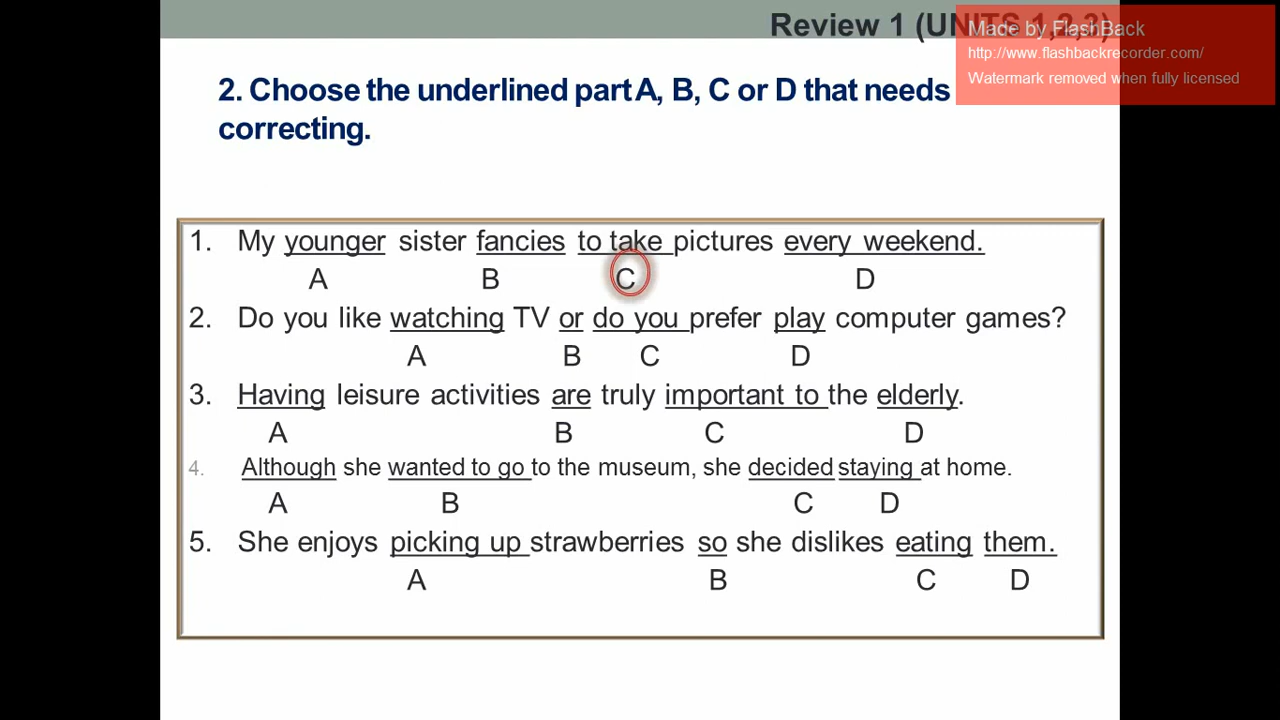 Review 1 (UNITS 1,2,3)
Made by FlashBack
http://www.flashbackrecorder.com/
Watermark removed when fully licensed
2. Choose the underlined part A, B, C or D that needs
correcting.
1. My younger sister fancies to take pictures every weekend.
A B C D
2. Do you like watching TV or do you prefer play computer games?
A B C D
3. Having leisure activities are truly important to the elderly.
A B C D
4. Although she wanted to go to the museum, she decided staying at home.
A B C D
5. She enjoys picking up strawberries so she dislikes eating them.
A B C D